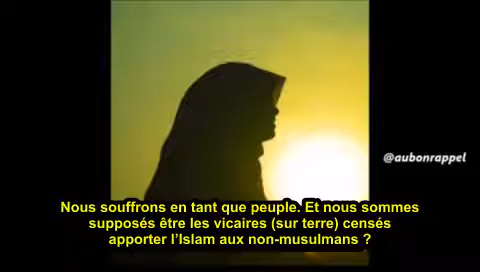 @aubonrappel
Nous souffrons en tant que peuple. Et nous sommes
supposés être les vicaires (sur terre) censés
apporter l'Islam aux non-musulmans ?